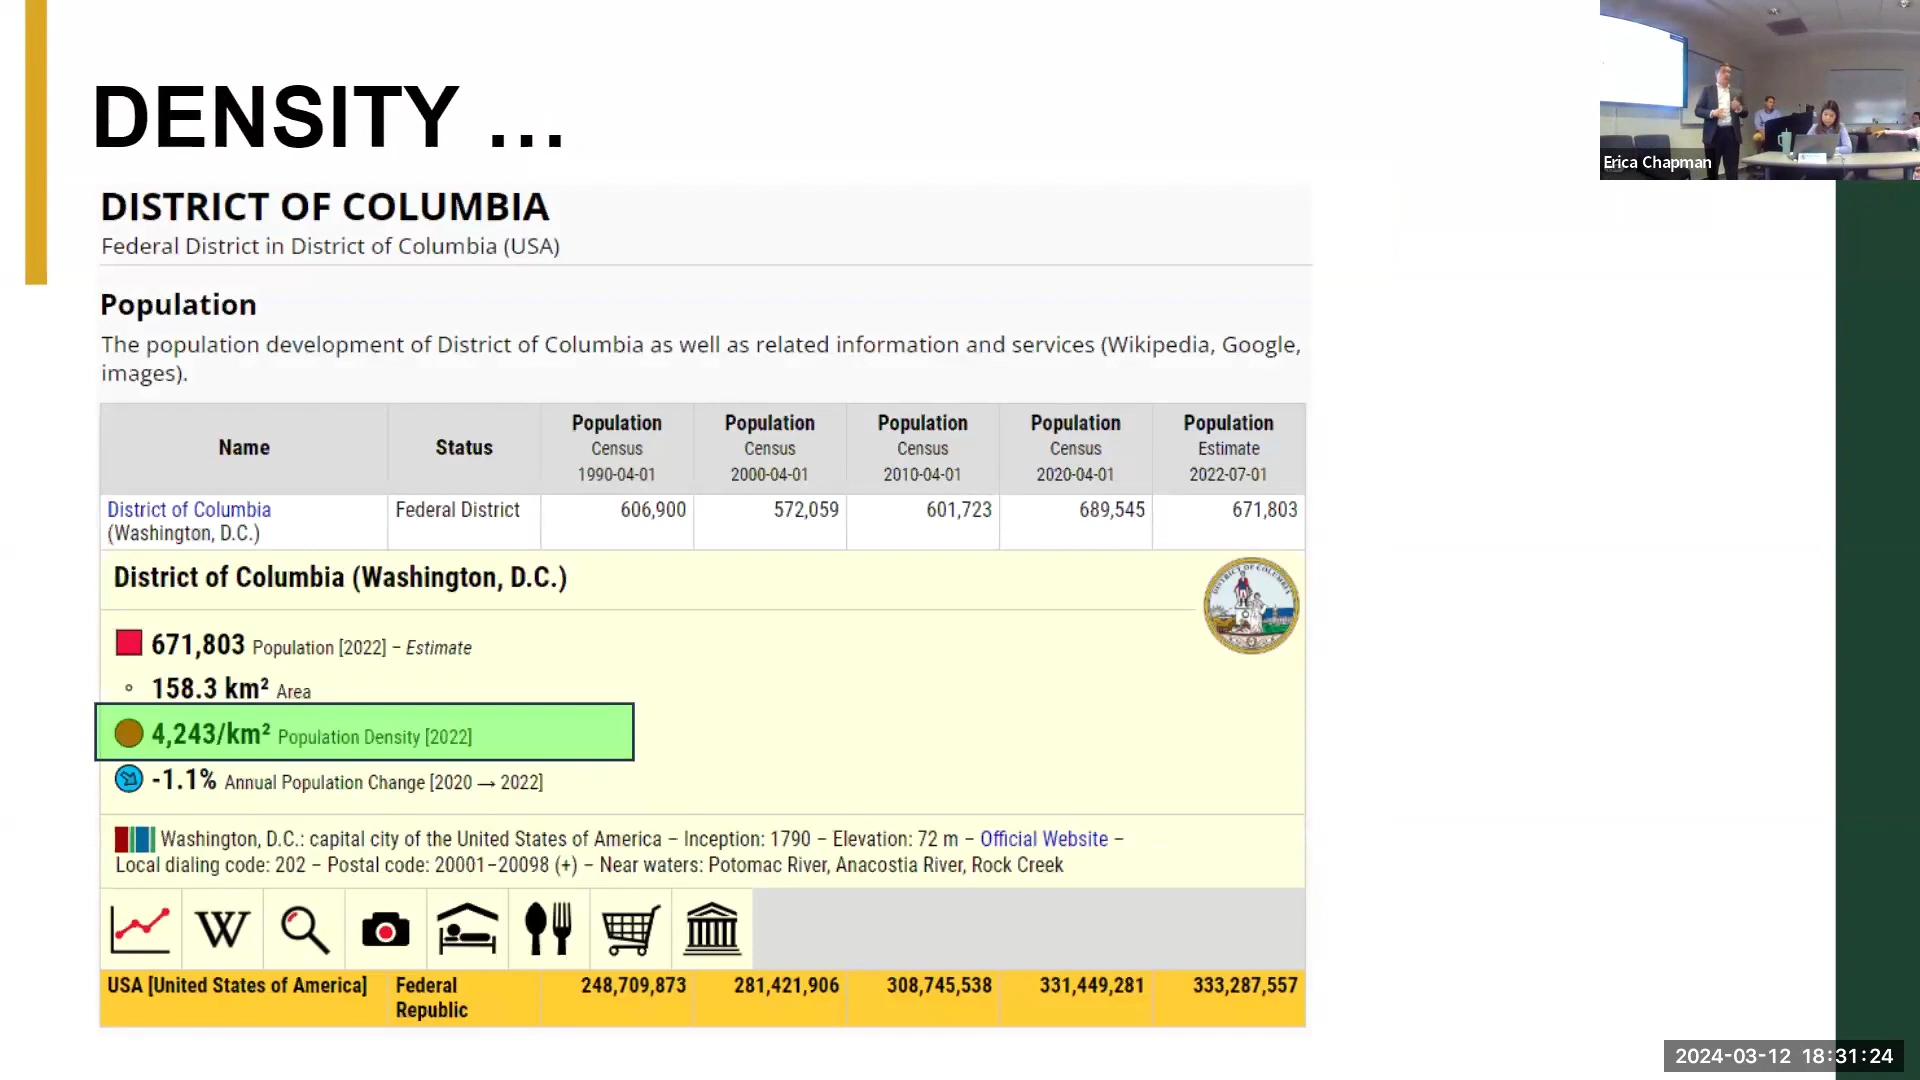 DENSITY ...
Erica Chapman
DISTRICT OF COLUMBIA
Federal District in District of Columbia (USA)
Population
The population development of District of Columbia as well as related information and services (Wikipedia, Google,
images).
Name Status Population Population Population Population Population
Census Census Census Census Estimate
1990-04-01 2000-04-01 2010-04-01 2020-04-01 2022-07-01
District of Columbia Federal District 606,900 572,059 601,723 689,545 671,803
(Washington, D.C.)
District of Columbia (Washington, D.C.)
671,803 Population [2022] – Estimate
158.3 km² Area
4,243/km² Population Density [2022]
-1.1% Annual Population Change [2020 → 2022]
Washington, D.C.: capital city of the United States of America – Inception: 1790 – Elevation: 72 m – Official Website –
Local dialing code: 202 – Postal code: 20001–20098 (+) – Near waters: Potomac River, Anacostia River, Rock Creek
W
USA [United States of America] Federal 248,709,873 281,421,906 308,745,538 331,449,281 333,287,557
Republic
2024-03-12 18:31:24